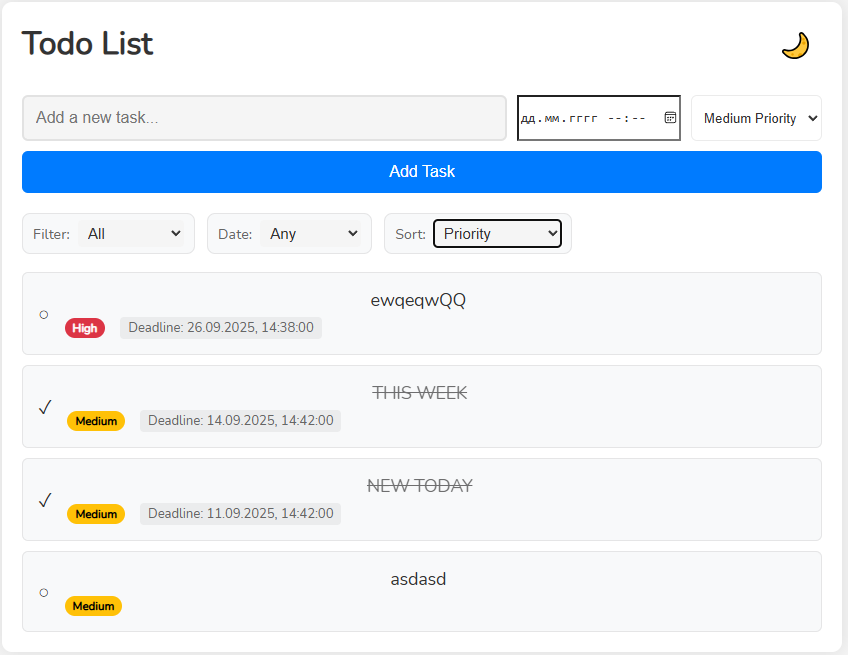 Todo List
Add a new task...
дд.мм.гггг --:--
Medium Priority
Add Task
Filter: All
Date: Any
Sort: Priority
ewqeqwQQ
High
Deadline: 26.09.2025, 14:38:00
THIS WEEK
Medium
Deadline: 14.09.2025, 14:42:00
NEW TODAY
Medium
Deadline: 11.09.2025, 14:42:00
asdasd
Medium